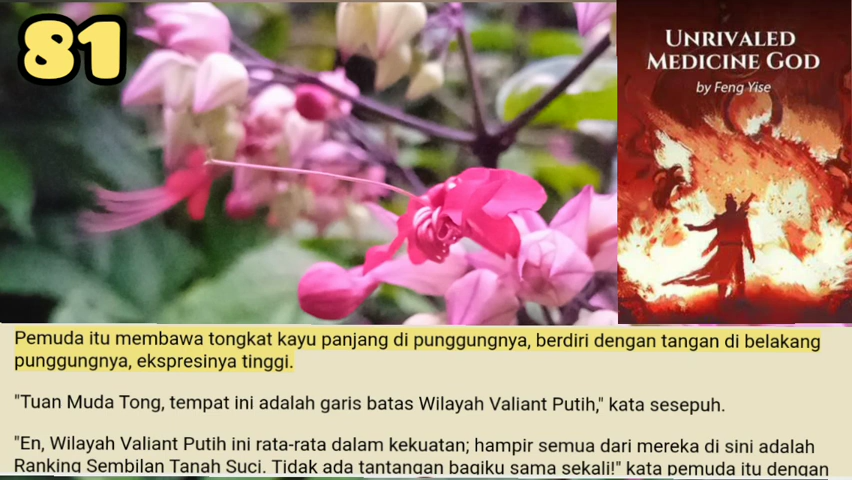 81
UNRIVALED
MEDICINE GOD
by Feng Yise
Pemuda itu membawa tongkat kayu panjang di punggungnya, berdiri dengan tangan di belakang
punggungnya, ekspresinya tinggi.
"Tuan Muda Tong, tempat ini adalah garis batas Wilayah Valiant Putih," kata sesepuh.
"En, Wilayah Valiant Putih ini rata-rata dalam kekuatan; hampir semua dari mereka di sini adalah
Ranking Sembilan Tanah Suci. Tidak ada tantangan bagiku sama sekali!" kata pemuda itu dengan